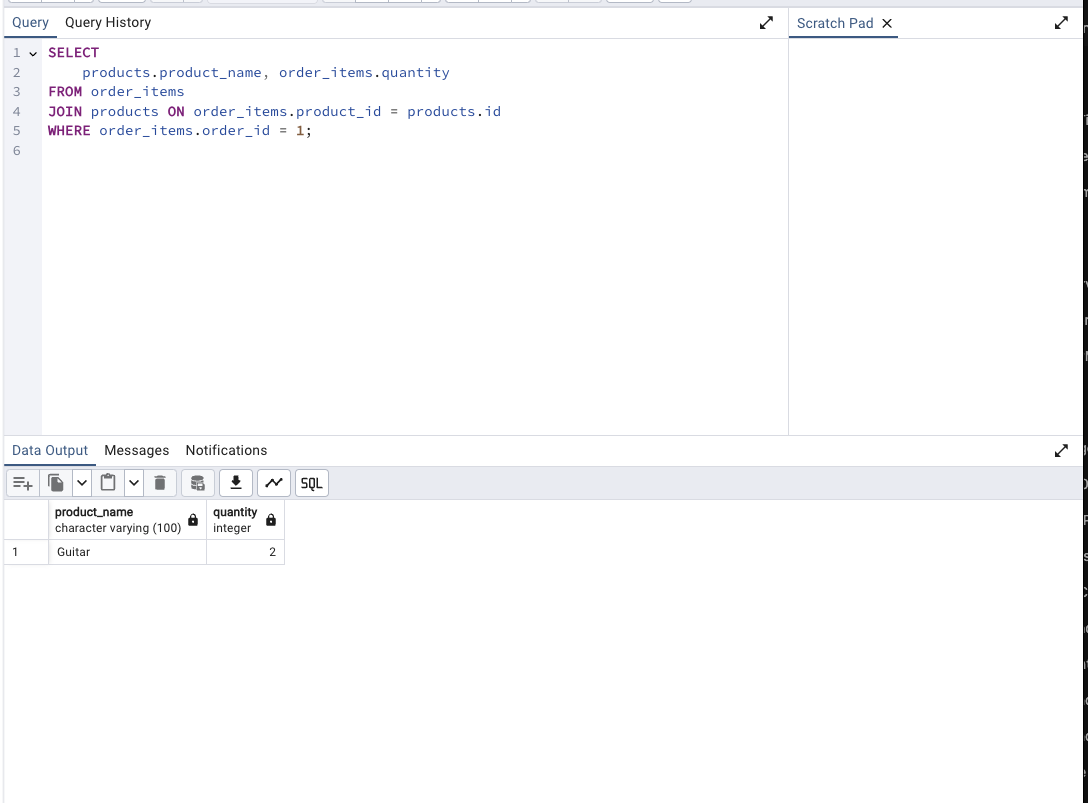 Query Query History
Scratch Pad
1 SELECT
2 products.product_name, order_items.quantity
3 FROM order_items
4 JOIN products ON order_items.product_id = products.id
5 WHERE order_items.order_id = 1;
6
Data Output Messages Notifications
SQL
product_name quantity
character varying (100) integer
1 Guitar 2